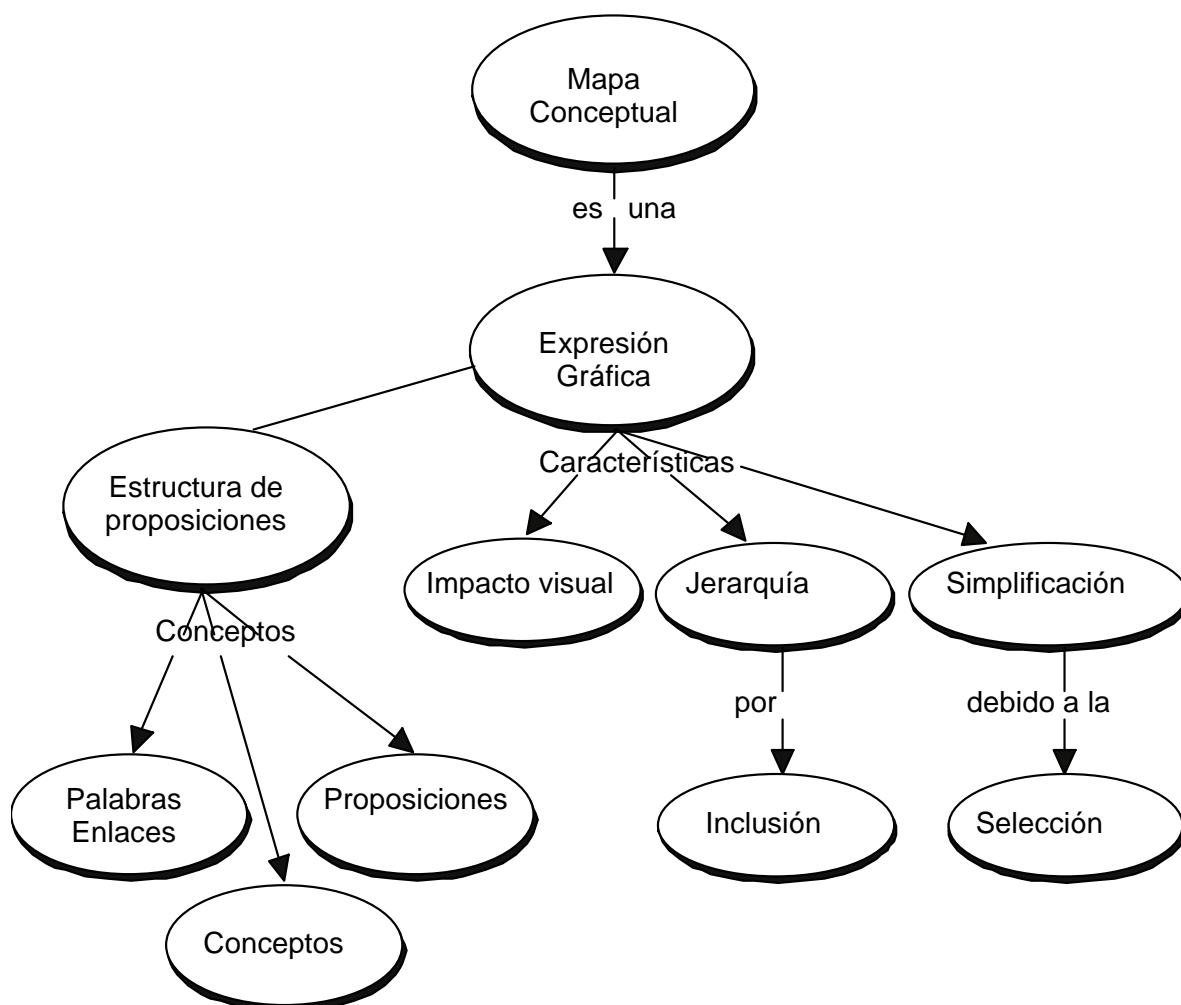 Mapa
Conceptual
es una
Expresión
Gráfica
Característícas
Estructura de
proposiciones
Impacto visual
Jerarquía
Simplificación
Conceptos
por
debido a la
Palabras
Enlaces
Proposiciones
Inclusión
Selección
Conceptos